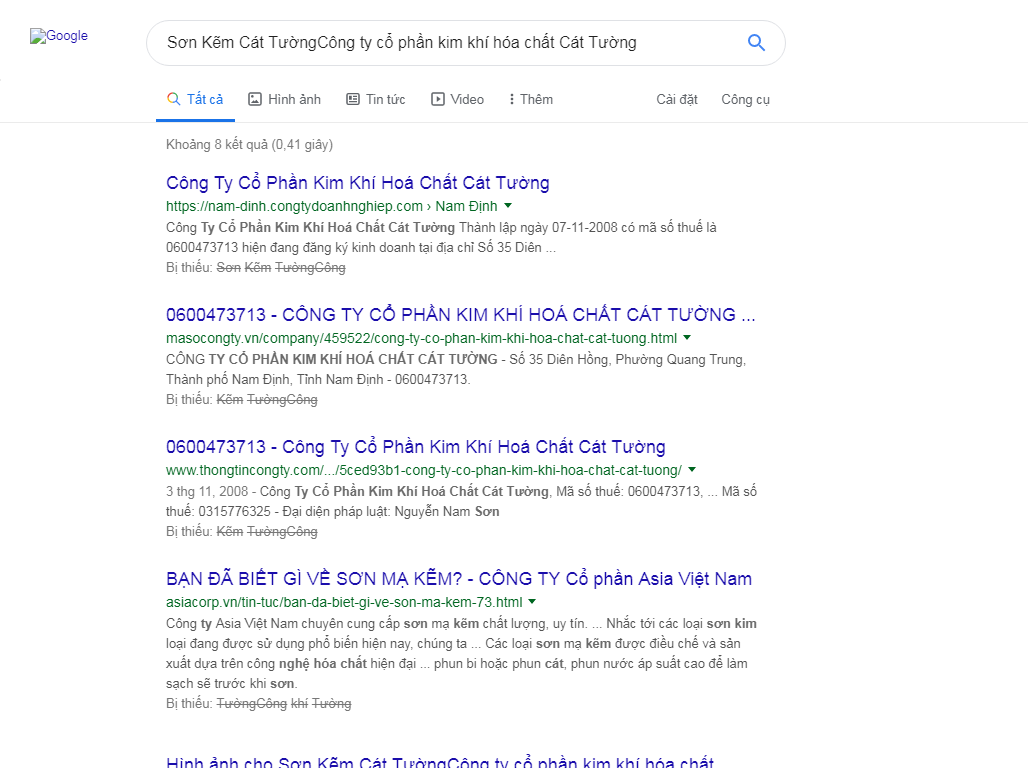 Google
Sơn Kẽm Cát TườngCông ty cổ phần kim khí hóa chất Cát Tường
Tất cả Hình ảnh Tin tức Video Thêm Cài đặt Công cụ
Khoảng 8 kết quả (0,41 giây)
Công Ty Cổ Phần Kim Khí Hoá Chất Cát Tường
https://nam-dinh.congtydoanhnghiep.com › Nam Định
Công Ty Cổ Phần Kim Khí Hoá Chất Cát Tường Thành lập ngày 07-11-2008 có mã số thuế là
0600473713 hiện đang đăng ký kinh doanh tại địa chỉ Số 35 Diên ...
Bị thiếu: Sơn Kẽm TườngCông
0600473713 - CÔNG TY CỔ PHẦN KIM KHÍ HOÁ CHẤT CÁT TƯỜNG ...
masocongty.vn/company/459522/cong-ty-co-phan-kim-khi-hoa-chat-cat-tuong.html
CÔNG TY CỔ PHẦN KIM KHÍ HOÁ CHẤT CÁT TƯỜNG - Số 35 Diên Hồng, Phường Quang Trung,
Thành phố Nam Định, Tỉnh Nam Định - 0600473713.
Bị thiếu: Kẽm TườngCông
0600473713 - Công Ty Cổ Phần Kim Khí Hoá Chất Cát Tường
www.thongtincongty.com/.../5ced93b1-cong-ty-co-phan-kim-khi-hoa-chat-cat-tuong/
3 thg 11, 2008 - Công Ty Cổ Phần Kim Khí Hoá Chất Cát Tường, Mã số thuế: 0600473713, ... Mã số
thuế: 0315776325 - Đại diện pháp luật: Nguyễn Nam Sơn
Bị thiếu: Kẽm TườngCông
BẠN ĐÃ BIẾT GÌ VỀ SƠN MẠ KẼM? - CÔNG TY Cổ phần Asia Việt Nam
asiacorp.vn/tin-tuc/ban-da-biet-gi-ve-son-ma-kem-73.html
Công ty Asia Việt Nam chuyên cung cấp sơn mạ kẽm chất lượng, uy tín. ... Nhắc tới các loại sơn kim
loại đang được sử dụng phổ biến hiện nay, chúng ta ... Các loại sơn mạ kẽm được điều chế và sản
xuất dựa trên công nghệ hóa chất hiện đại ... phun bi hoặc phun cát, phun nước áp suất cao để làm
sạch sẽ trước khi sơn.
Bị thiếu: TườngCông khí Tường
Hình ảnh cho Sơn Kẽm Cát TườngCông ty cổ phần kim khí hóa chất